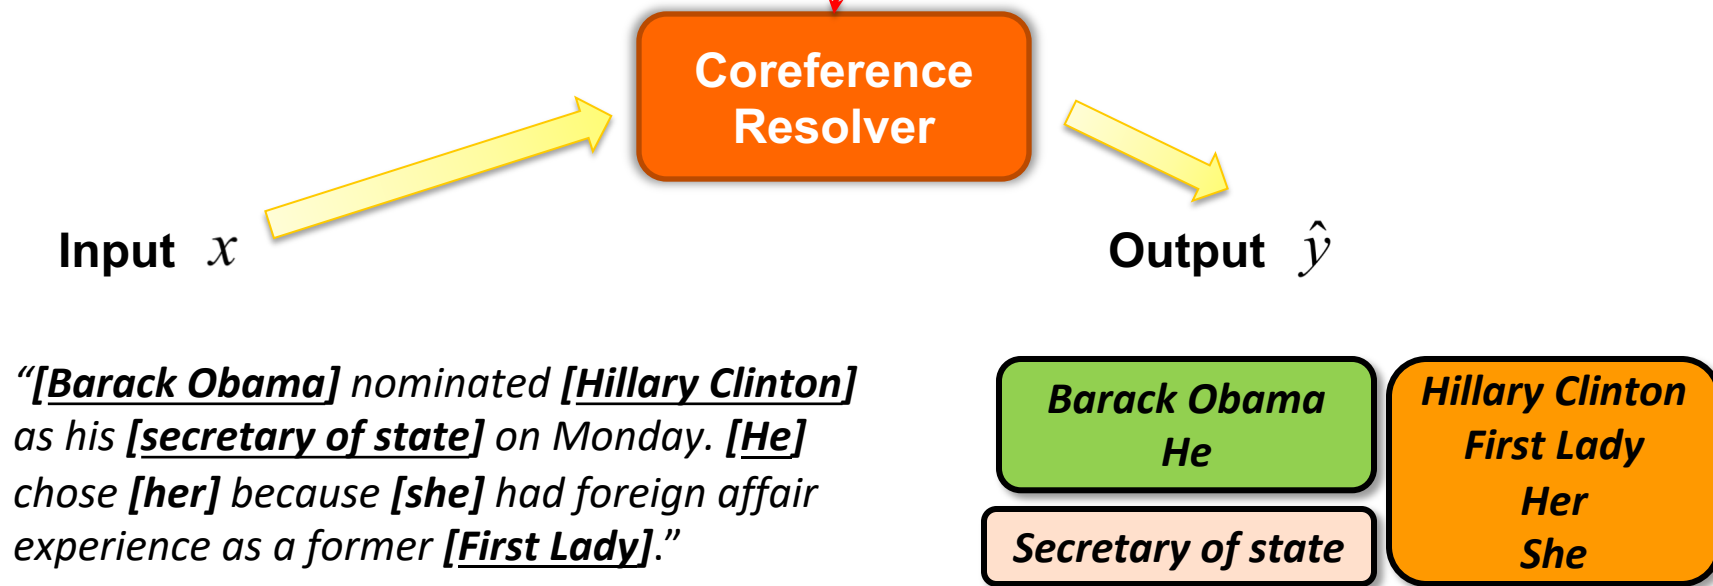 Coreference
Resolver
Input x
Output ŷ
“[Barack Obama] nominated [Hillary Clinton]
as his [secretary of state] on Monday. [He]
chose [her] because [she] had foreign affair
experience as a former [First Lady].”
Barack Obama
He
Secretary of state
Hillary Clinton
First Lady
Her
She